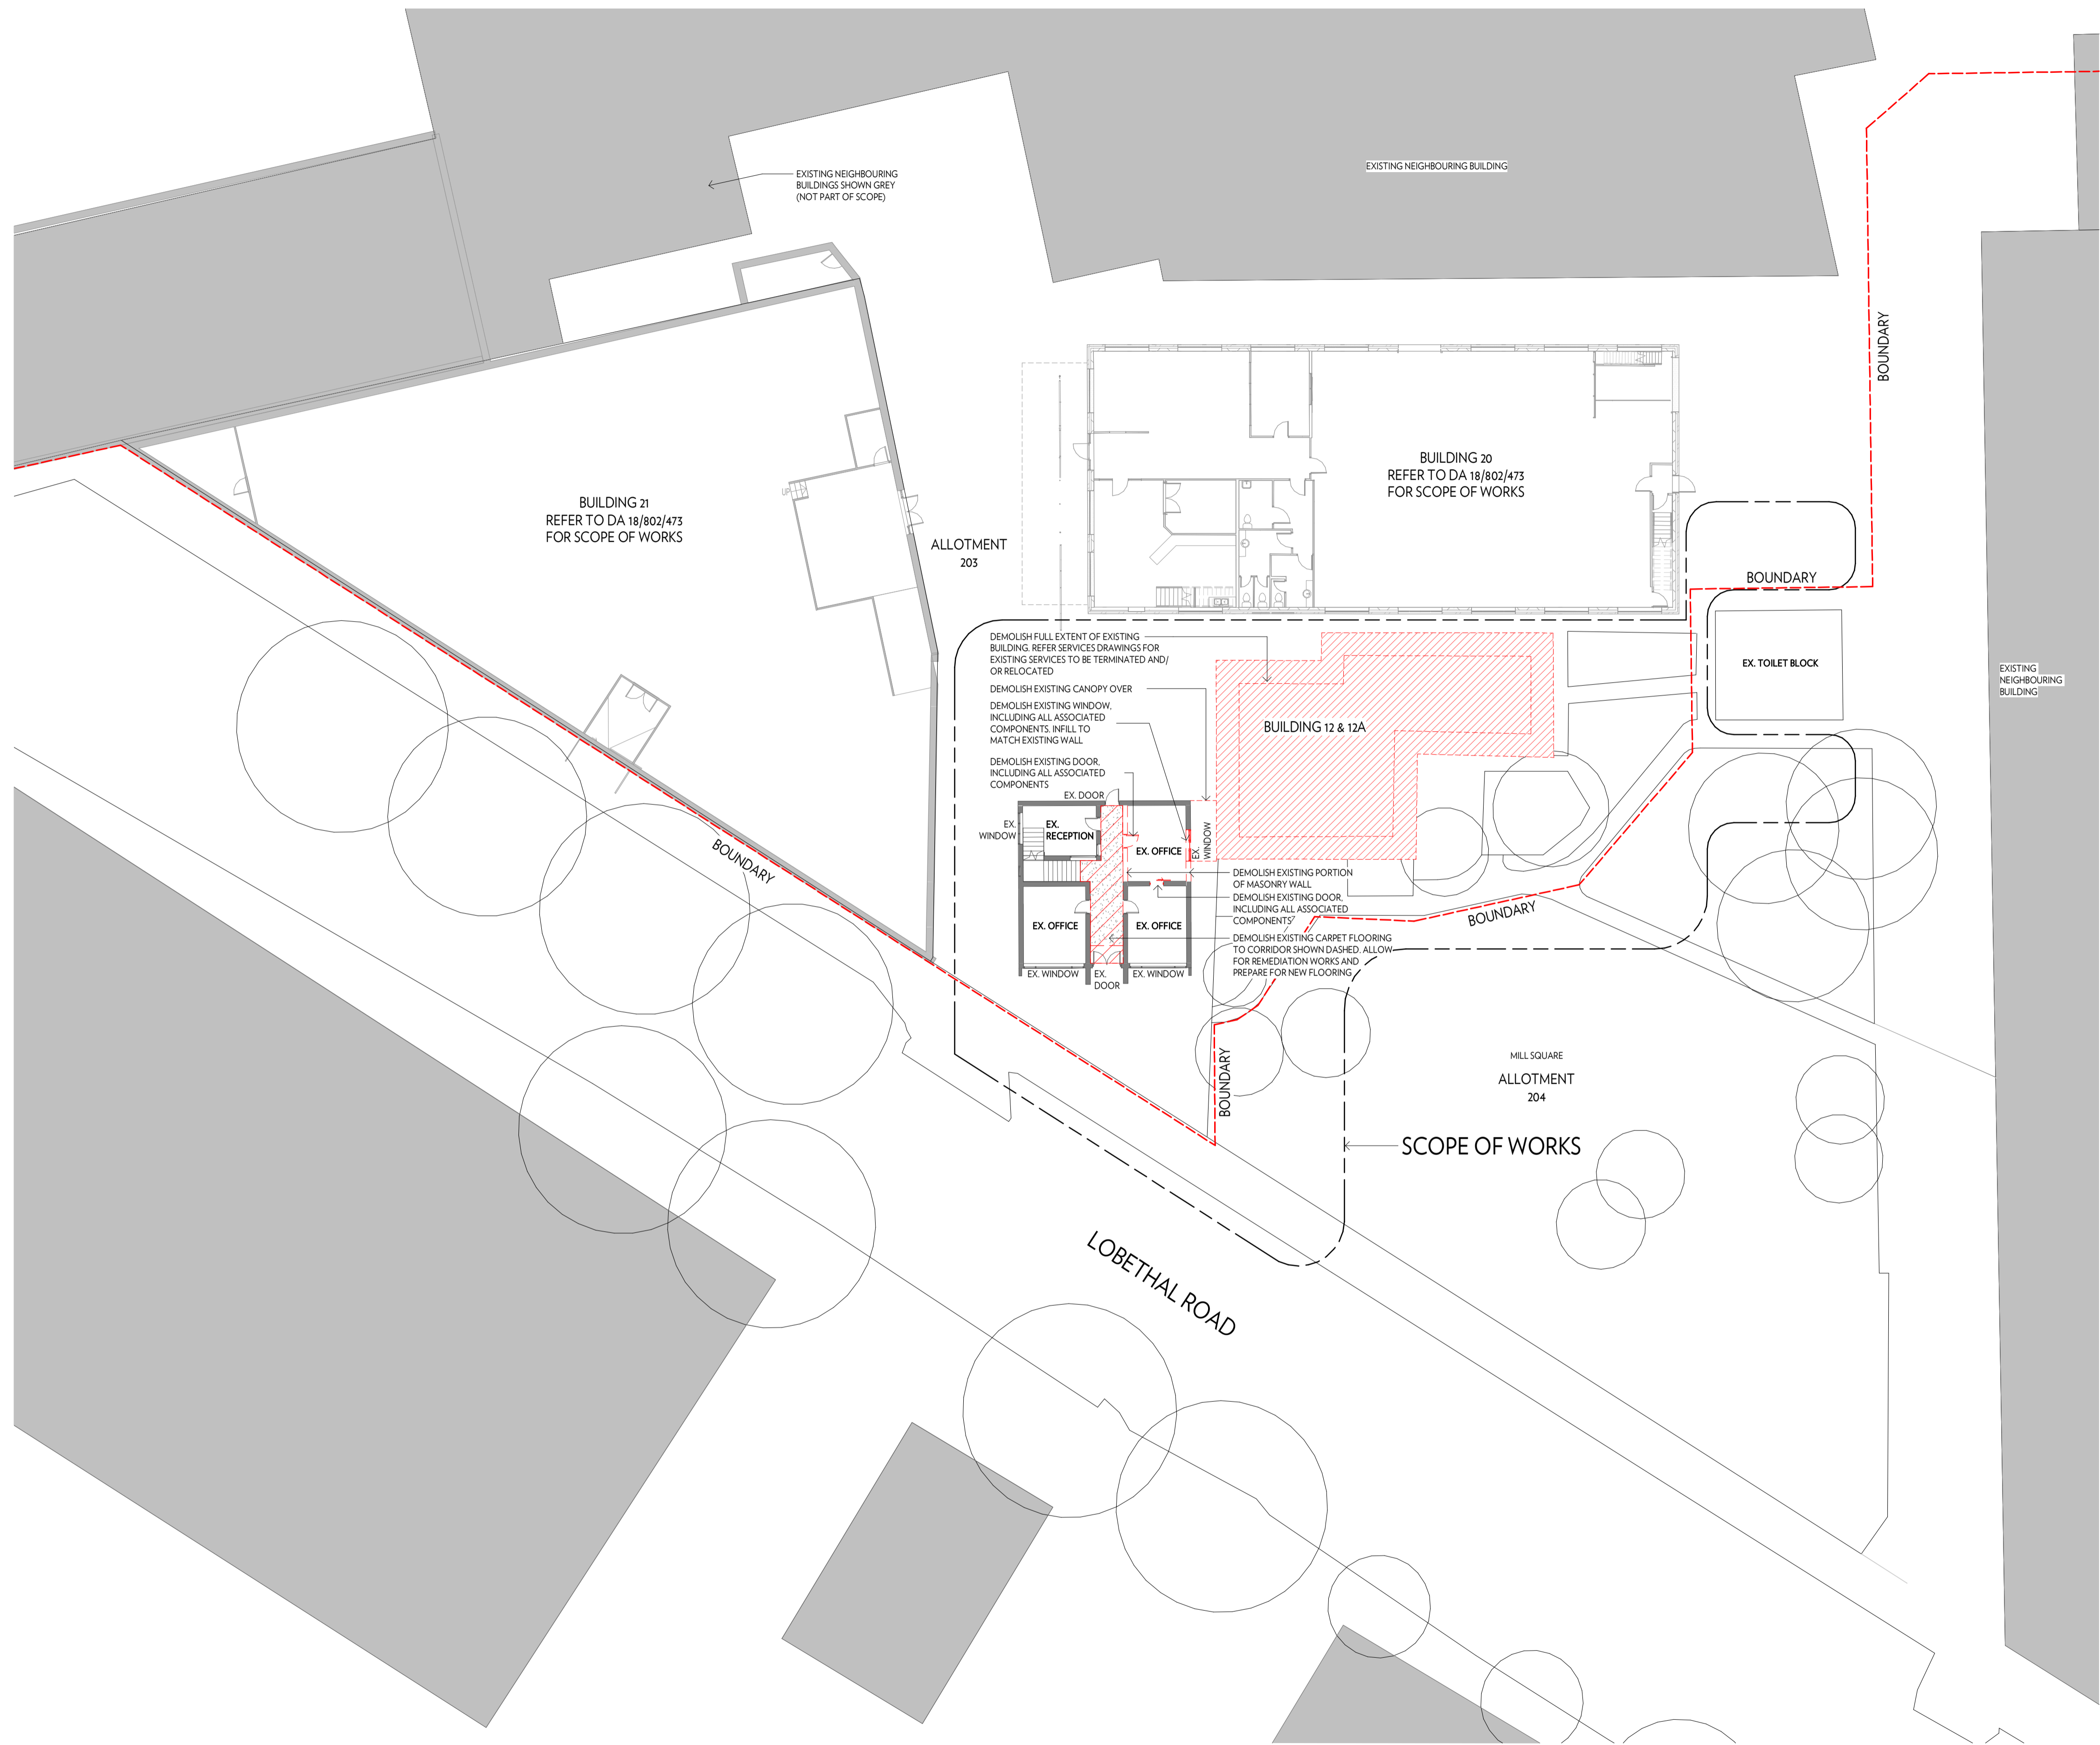 EXISTING NEIGHBOURING
BUILDINGS SHOWN GREY
(NOT PART OF SCOPE)
EXISTING NEIGHBOURING BUILDING
BOUNDARY
BUILDING 20
REFER TO DA 18/802/473
FOR SCOPE OF WORKS
BUILDING 21
REFER TO DA 18/802/473
FOR SCOPE OF WORKS
UP
ALLOTMENT
203
BOUNDARY
DEMOLISH FULL EXTENT OF EXISTING
BUILDING. REFER SERVICES DRAWINGS FOR
EXISTING SERVICES TO BE TERMINATED AND/
OR RELOCATED
EX. TOILET BLOCK
EXISTING
NEIGHBOURING
BUILDING
DEMOLISH EXISTING CANOPY OVER
DEMOLISH EXISTING WINDOW,
INCLUDING ALL ASSOCIATED
COMPONENTS. INFILL TO
MATCH EXISTING WALL
BUILDING 12 & 12A
DEMOLISH EXISTING DOOR,
INCLUDING ALL ASSOCIATED
COMPONENTS
EX. DOOR
EX.
WINDOW
EX.
RECEPTION
EX. OFFICE
EX.
WINDOW
BOUNDARY
DEMOLISH EXISTING PORTION
OF MASONRY WALL
DEMOLISH EXISTING DOOR,
INCLUDING ALL ASSOCIATED
COMPONENTS
BOUNDARY
EX. OFFICE
EX. OFFICE
DEMOLISH EXISTING CARPET FLOORING
TO CORRIDOR SHOWN DASHED. ALLOW
FOR REMEDIATION WORKS AND
PREPARE FOR NEW FLOORING
EX. WINDOW
EX.
DOOR
EX. WINDOW
BOUNDARY
MILL SQUARE
ALLOTMENT
204
SCOPE OF WORKS
LOBETHAL ROAD